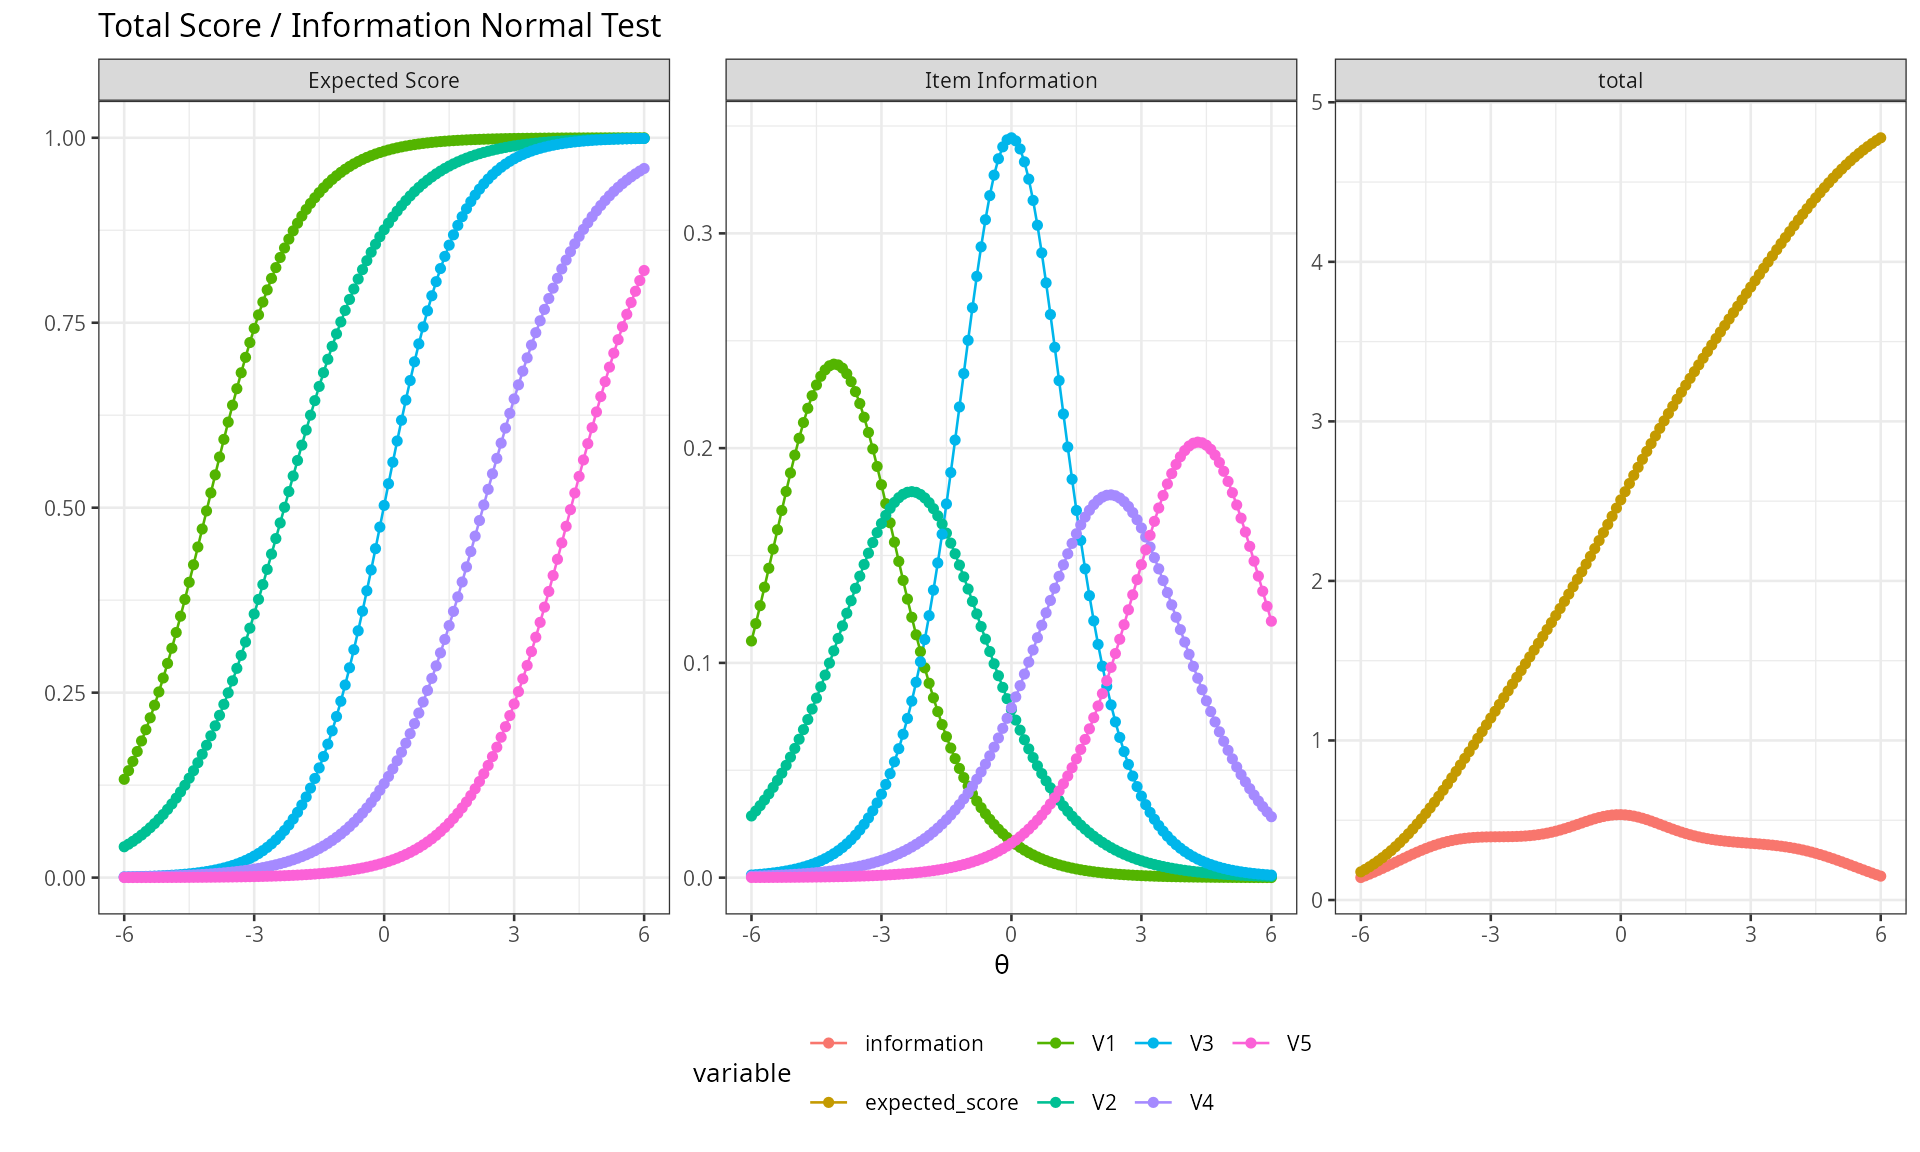 Total Score / Information Normal Test
Expected Score
Item Information
total
1.00
0.75
0.50
0.25
0.00
-6 -3 0 3 6
0.3
0.2
0.1
0.0
-6 -3 0 3 6
5
4
3
2
1
0
-6 -3 0 3 6
θ
variable
information V1 V3 V5
expected_score V2 V4